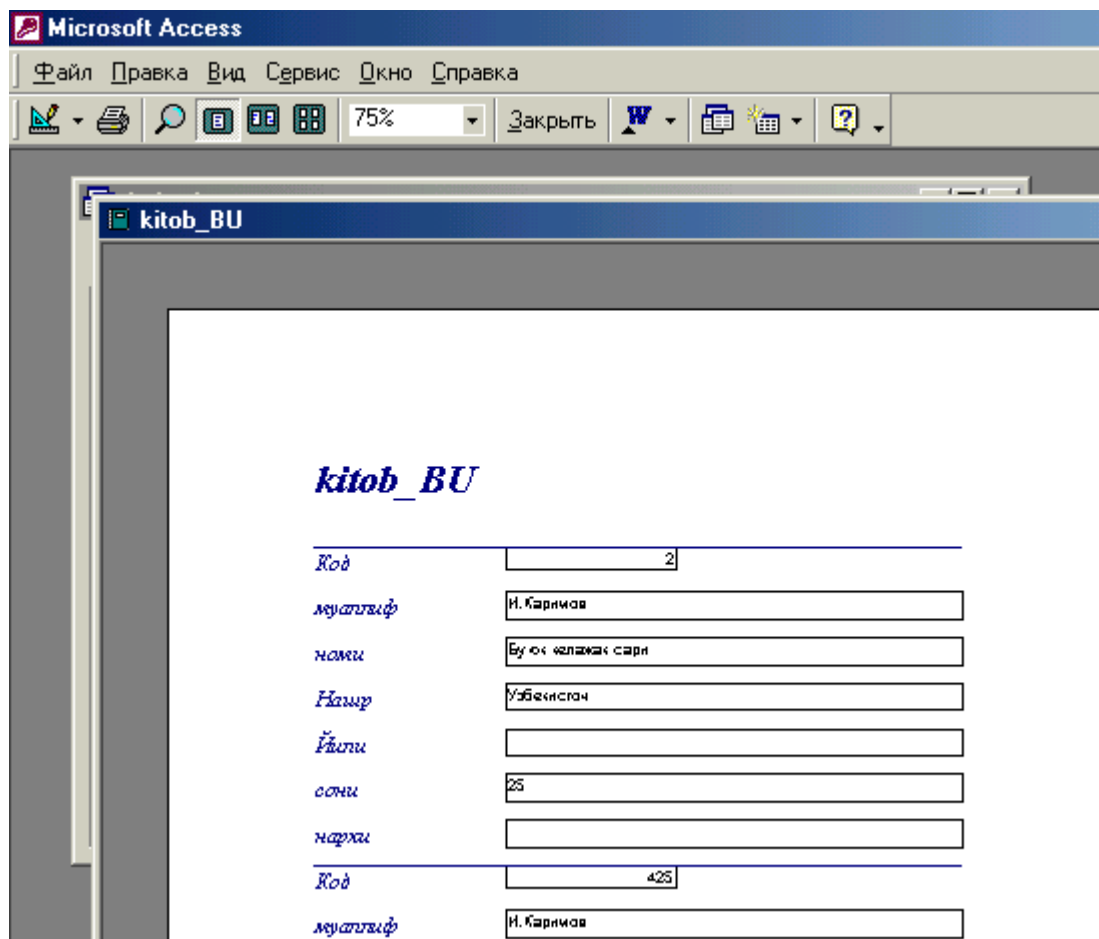 Microsoft Access
Файл Правка Вид Сервис Окно Справка
75% Закрыть
kitob_BU
kitob_BU
Код 2
муаллиф И. Каримов
номи Буюк келажак сари
Нашр Узбекистон
Йили
сони 25
нархи
Код 425
муаллиф И. Каримов